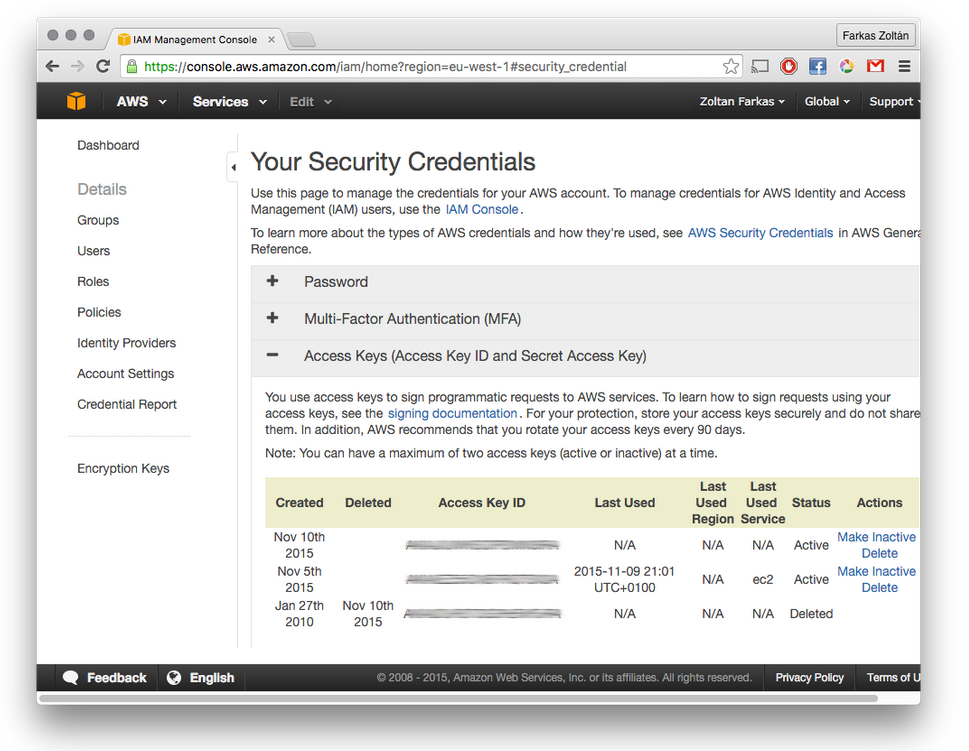 IAM Management Console
Farkas Zoltán
https://console.aws.amazon.com/iam/home?region=eu-west-1#security_credential
AWS Services Edit Zoltan Farkas Global Support
Dashboard
Details
Groups
Users
Roles
Policies
Identity Providers
Account Settings
Credential Report
Encryption Keys
Your Security Credentials
Use this page to manage the credentials for your AWS account. To manage credentials for AWS Identity and Access
Management (IAM) users, use the IAM Console.
To learn more about the types of AWS credentials and how they're used, see AWS Security Credentials in AWS Genera
Reference.
+ Password
+ Multi-Factor Authentication (MFA)
− Access Keys (Access Key ID and Secret Access Key)
You use access keys to sign programmatic requests to AWS services. To learn how to sign requests using your
access keys, see the signing documentation. For your protection, store your access keys securely and do not share
them. In addition, AWS recommends that you rotate your access keys every 90 days.
Note: You can have a maximum of two access keys (active or inactive) at a time.
Created Deleted Access Key ID Last Used Last Used Region Last Used Service Status Actions
Nov 10th 2015 N/A N/A N/A Active Make Inactive Delete
Nov 5th 2015 2015-11-09 21:01 UTC+0100 N/A ec2 Active Make Inactive Delete
Jan 27th 2010 Nov 10th 2015 N/A N/A N/A Deleted
Feedback English © 2008 - 2015, Amazon Web Services, Inc. or its affiliates. All rights reserved. Privacy Policy Terms of U